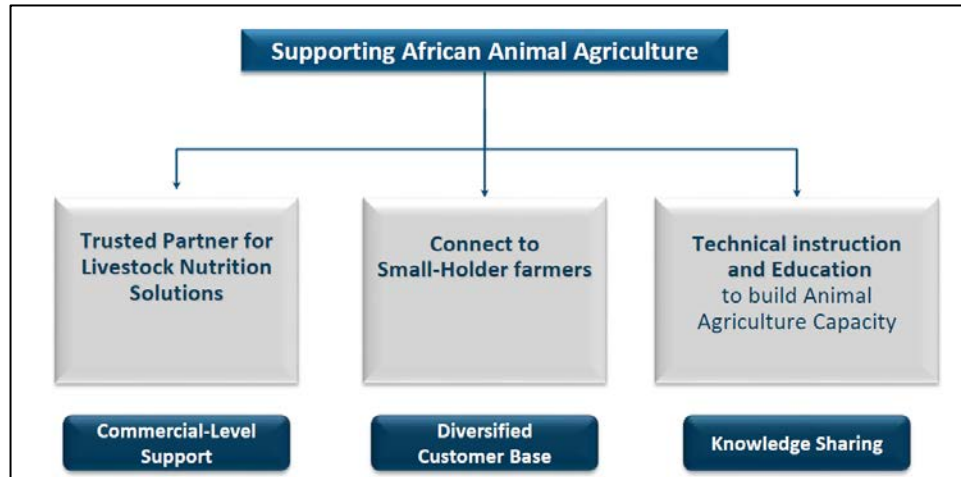 Supporting African Animal Agriculture
Trusted Partner for
Livestock Nutrition
Solutions
Connect to
Small-Holder farmers
Technical instruction
and Education
to build Animal
Agriculture Capacity
Commercial-Level
Support
Diversified
Customer Base
Knowledge Sharing